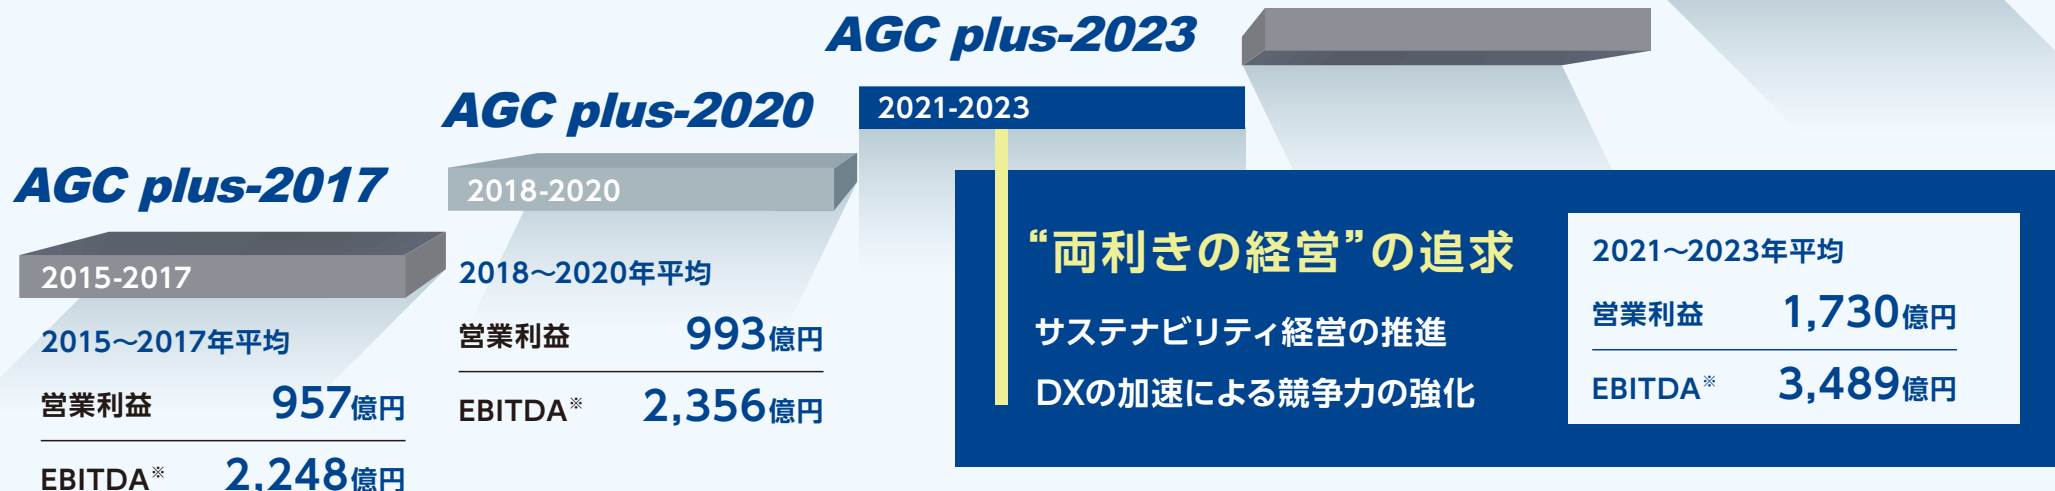 AGC plus-2017
2015-2017
2015～2017年平均
営業利益 957億円
EBITDA※ 2,248億円
AGC plus-2020
2018-2020
2018～2020年平均
営業利益 993億円
EBITDA※ 2,356億円
AGC plus-2023
2021-2023
“両利きの経営”の追求
サステナビリティ経営の推進
DXの加速による競争力の強化
2021～2023年平均
営業利益 1,730億円
EBITDA※ 3,489億円